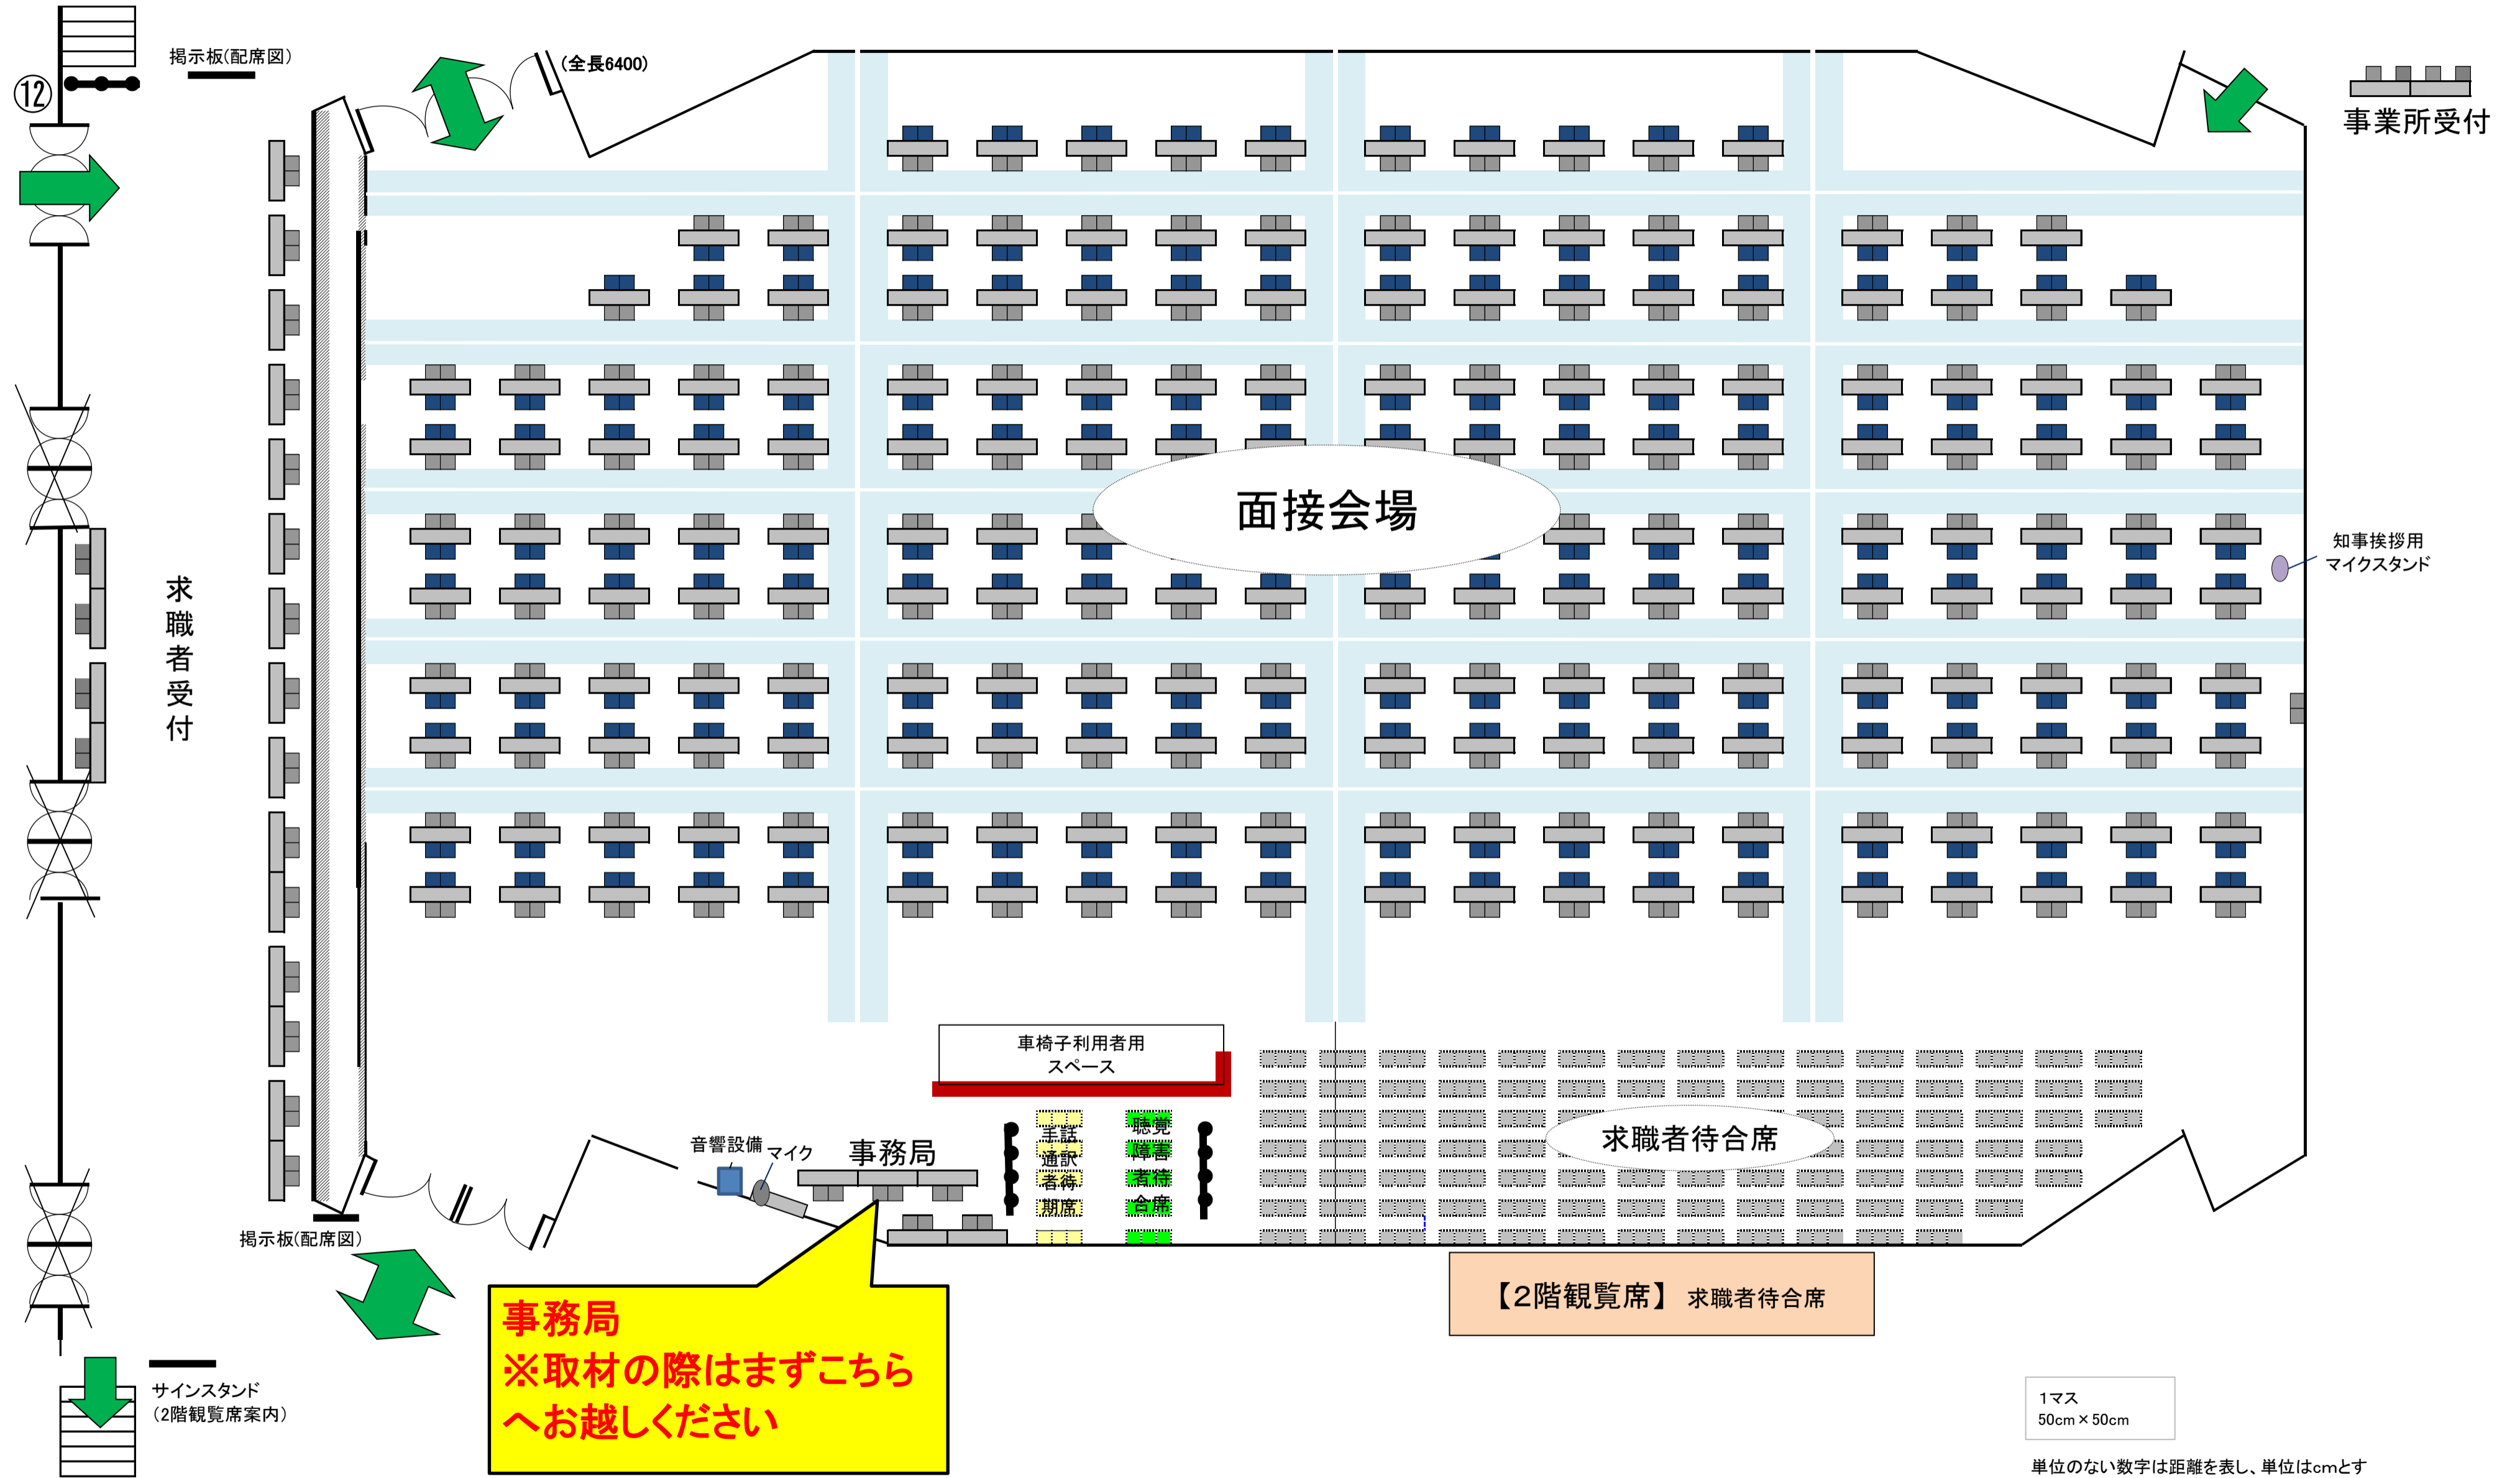 掲示板(配席図)
⑫
(全長6400)
事業所受付
面接会場
知事挨拶用
マイクスタンド
求職者受付
車椅子利用者用
スペース
手話
通訳
者待
期席
聴覚
障害
者待
合席
求職者待合席
音響設備
マイク
事務局
掲示板(配席図)
【2階観覧席】 求職者待合席
事務局
※取材の際はまずこちら
へお越しください
サインスタンド
(2階観覧席案内)
1マス
50cm×50cm
単位のない数字は距離を表し、単位はcmとす